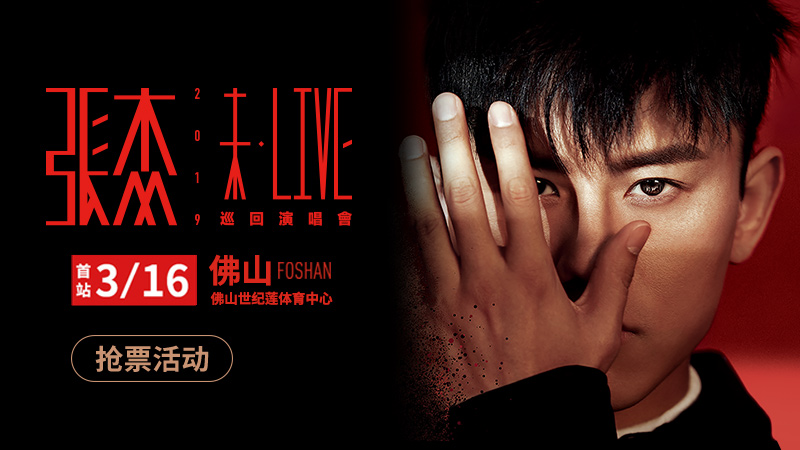 張杰
2019
未·LIVE
巡回演唱會
首站 3/16
佛山 FOSHAN
佛山世纪莲体育中心
抢票活动